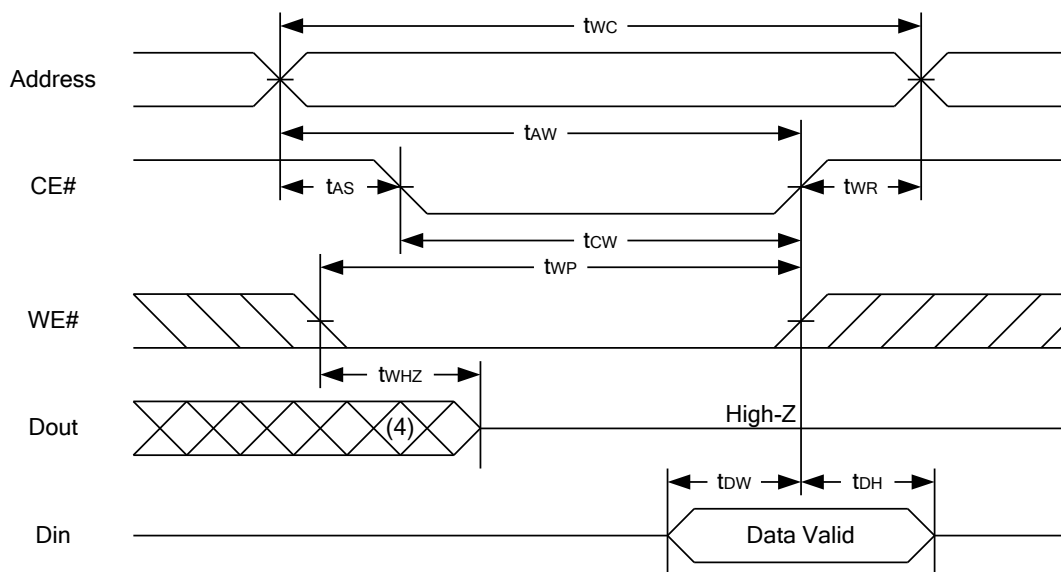 tWC
Address
tAW
CE#
tAS
tWR
tCW
tWP
WE#
tWHZ
Dout
(4)
High-Z
tDW
tDH
Din
Data Valid